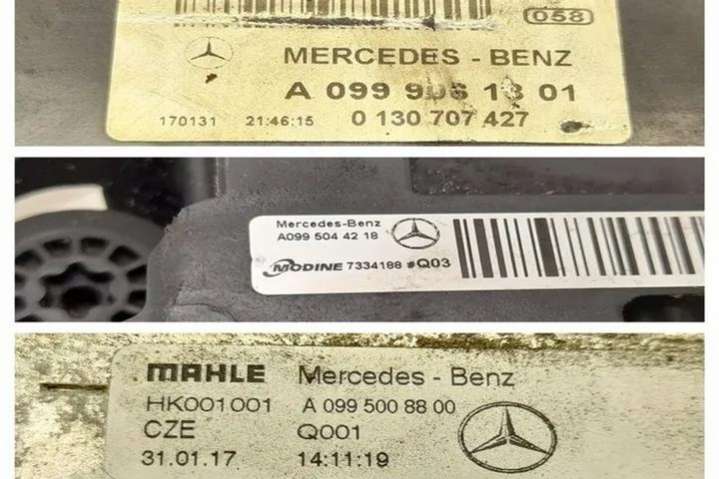 058
MERCEDES - BENZ
A 099 906 13 01
170131 21:46:15 0 130 707 427
Mercedes-Benz
A099 504 42 18
MODINE 7334188 #Q03
MAHLE Mercedes - Benz
HK001001 A 099 500 88 00
CZE Q001
31.01.17 14:11:19